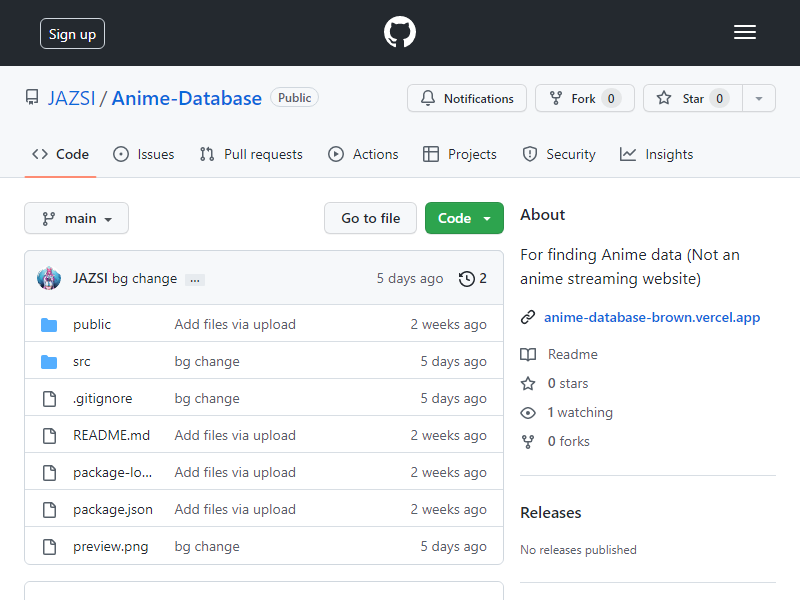 Sign up
JAZSI / Anime-Database Public
Notifications Fork 0 Star 0
Code Issues Pull requests Actions Projects Security Insights
main Go to file Code
JAZSI bg change ... 5 days ago 2
public Add files via upload 2 weeks ago
src bg change 5 days ago
.gitignore bg change 5 days ago
README.md Add files via upload 2 weeks ago
package-lo... Add files via upload 2 weeks ago
package.json Add files via upload 2 weeks ago
preview.png bg change 5 days ago
About
For finding Anime data (Not an
anime streaming website)
anime-database-brown.vercel.app
Readme
0 stars
1 watching
0 forks
Releases
No releases published